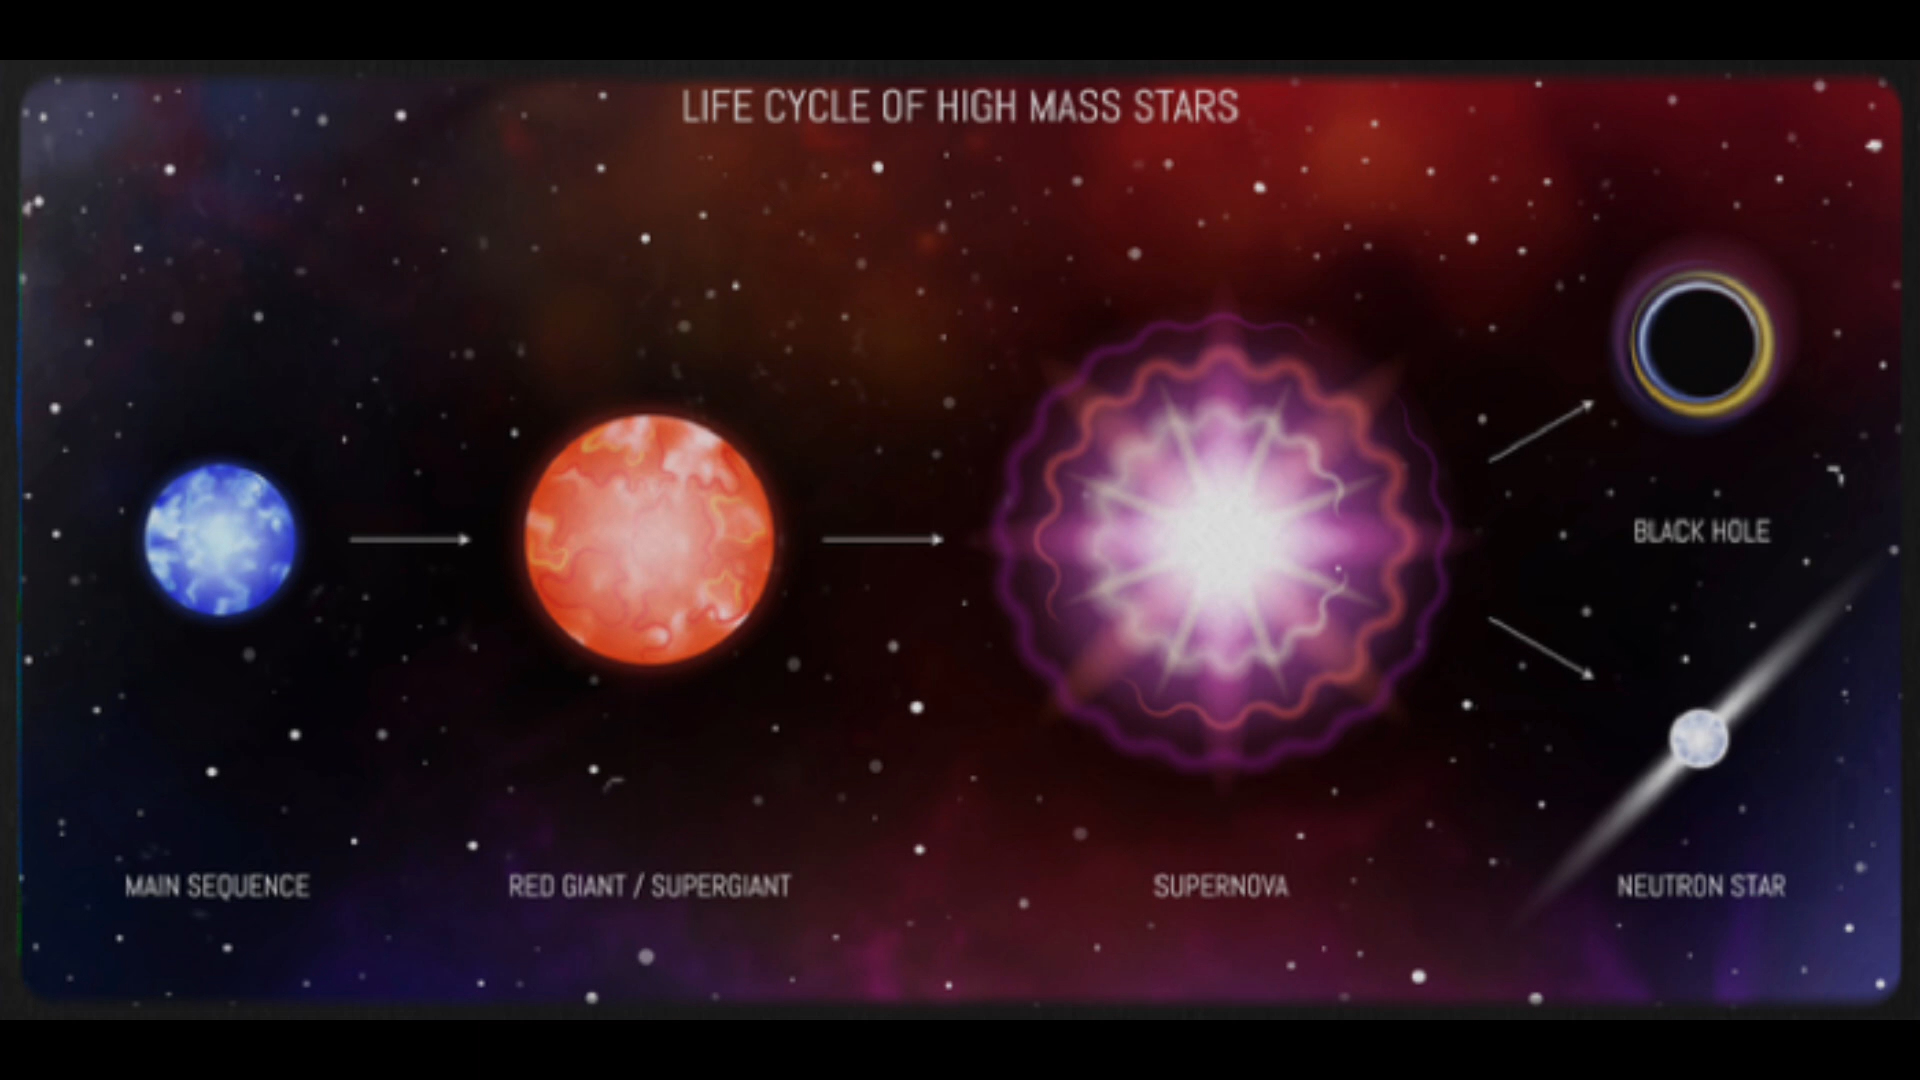 LIFE CYCLE OF HIGH MASS STARS
BLACK HOLE
MAIN SEQUENCE
RED GIANT / SUPERGIANT
SUPERNOVA
NEUTRON STAR